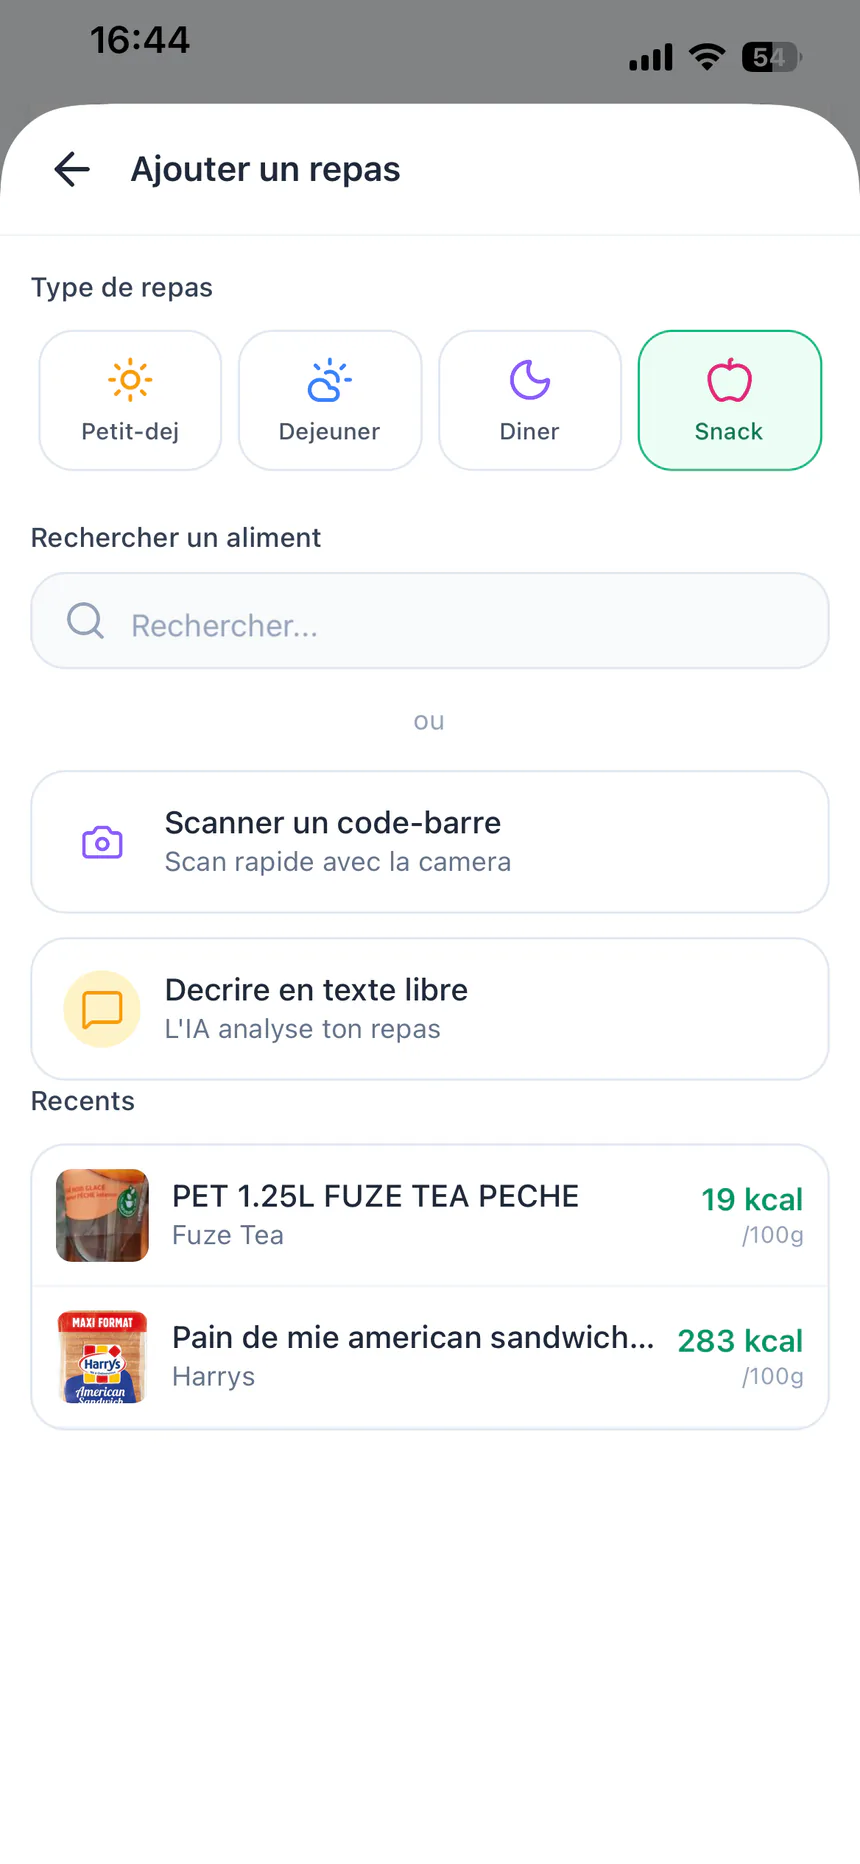 16:44
54
Ajouter un repas
Type de repas
Petit-dej
Dejeuner
Diner
Snack
Rechercher un aliment
Rechercher...
ou
Scanner un code-barre
Scan rapide avec la camera
Decrire en texte libre
L'IA analyse ton repas
Recents
PET 1.25L FUZE TEA PECHE
19 kcal
Fuze Tea
/100g
MAXI FORMAT
Harrys
American
Sandwich
Pain de mie american sandwich...
283 kcal
Harrys
/100g